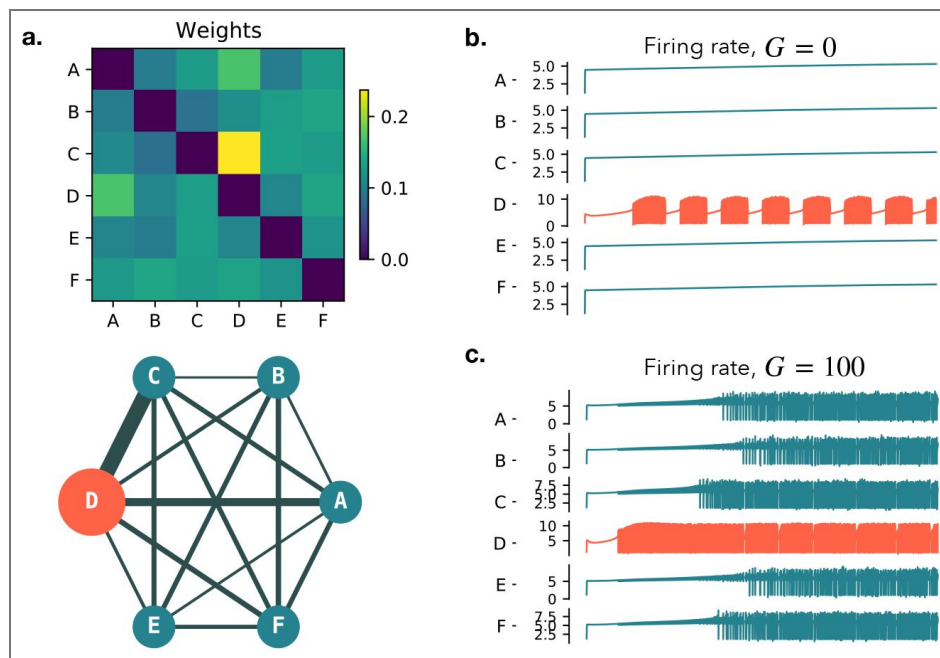 a.
Weights
A
B
C
D
E
F
A B C D E F
0.2
0.1
0.0
C B
D A
E F
b.
Firing rate, G = 0
A - 5.0
2.5
B - 5.0
2.5
C - 5.0
2.5
D - 10
0
E - 5.0
2.5
F - 5.0
2.5
c.
Firing rate, G = 100
A - 5
0
B - 5
0
C - 7.5
5.0
2.5
D - 10
5
E - 5
0
F - 7.5
5.0
2.5